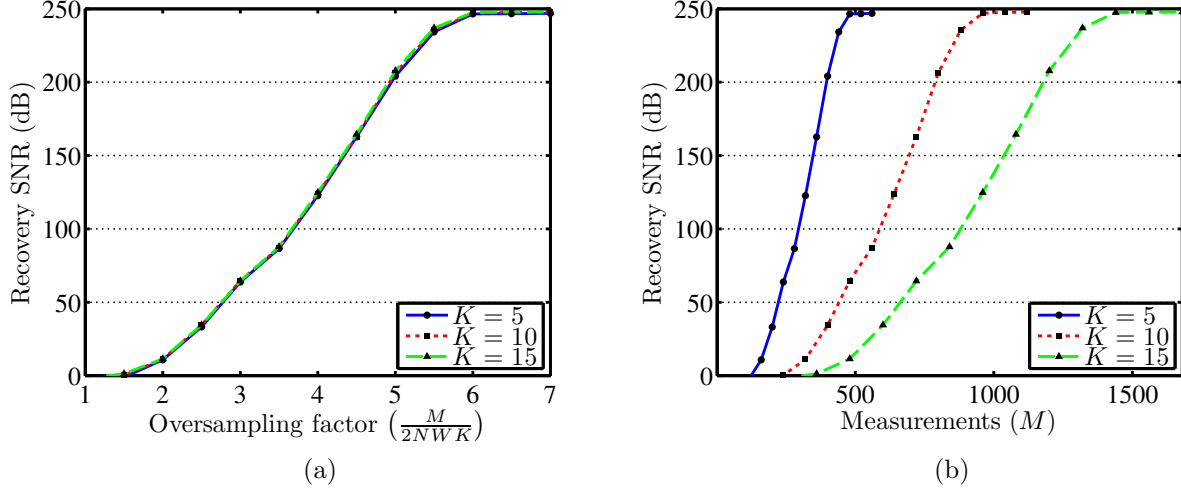 250
200
150
100
50
0
Recovery SNR (dB)
1 2 3 4 5 6 7
Oversampling factor (M/2NWK)
K = 5
K = 10
K = 15
(a)
250
200
150
100
50
0
Recovery SNR (dB)
500 1000 1500
Measurements (M)
K = 5
K = 10
K = 15
(b)